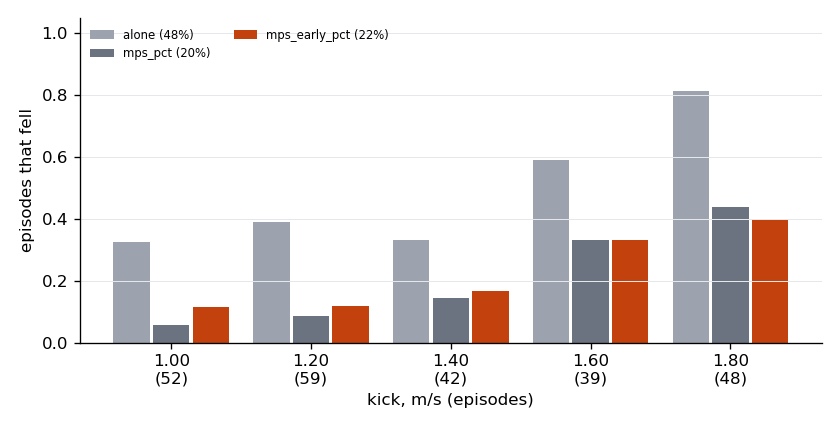 alone (48%)
mps_pct (20%)
mps_early_pct (22%)
episodes that fell
1.0
0.8
0.6
0.4
0.2
0.0
1.00 1.20 1.40 1.60 1.80
(52) (59) (42) (39) (48)
kick, m/s (episodes)